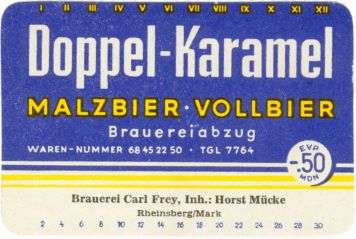 I II III IV V VI VII VIII IX X XI XII
Doppel-Karamel
MALZBIER · VOLLBIER
Brauereiabzug
WAREN-NUMMER 68 45 22 50 · TGL 7764
EVP
-.50
MDN
Brauerei Carl Frey, Inh.: Horst Mücke
Rheinsberg/Mark
2 4 6 8 10 12 14 16 18 20 22 24 26 28 30